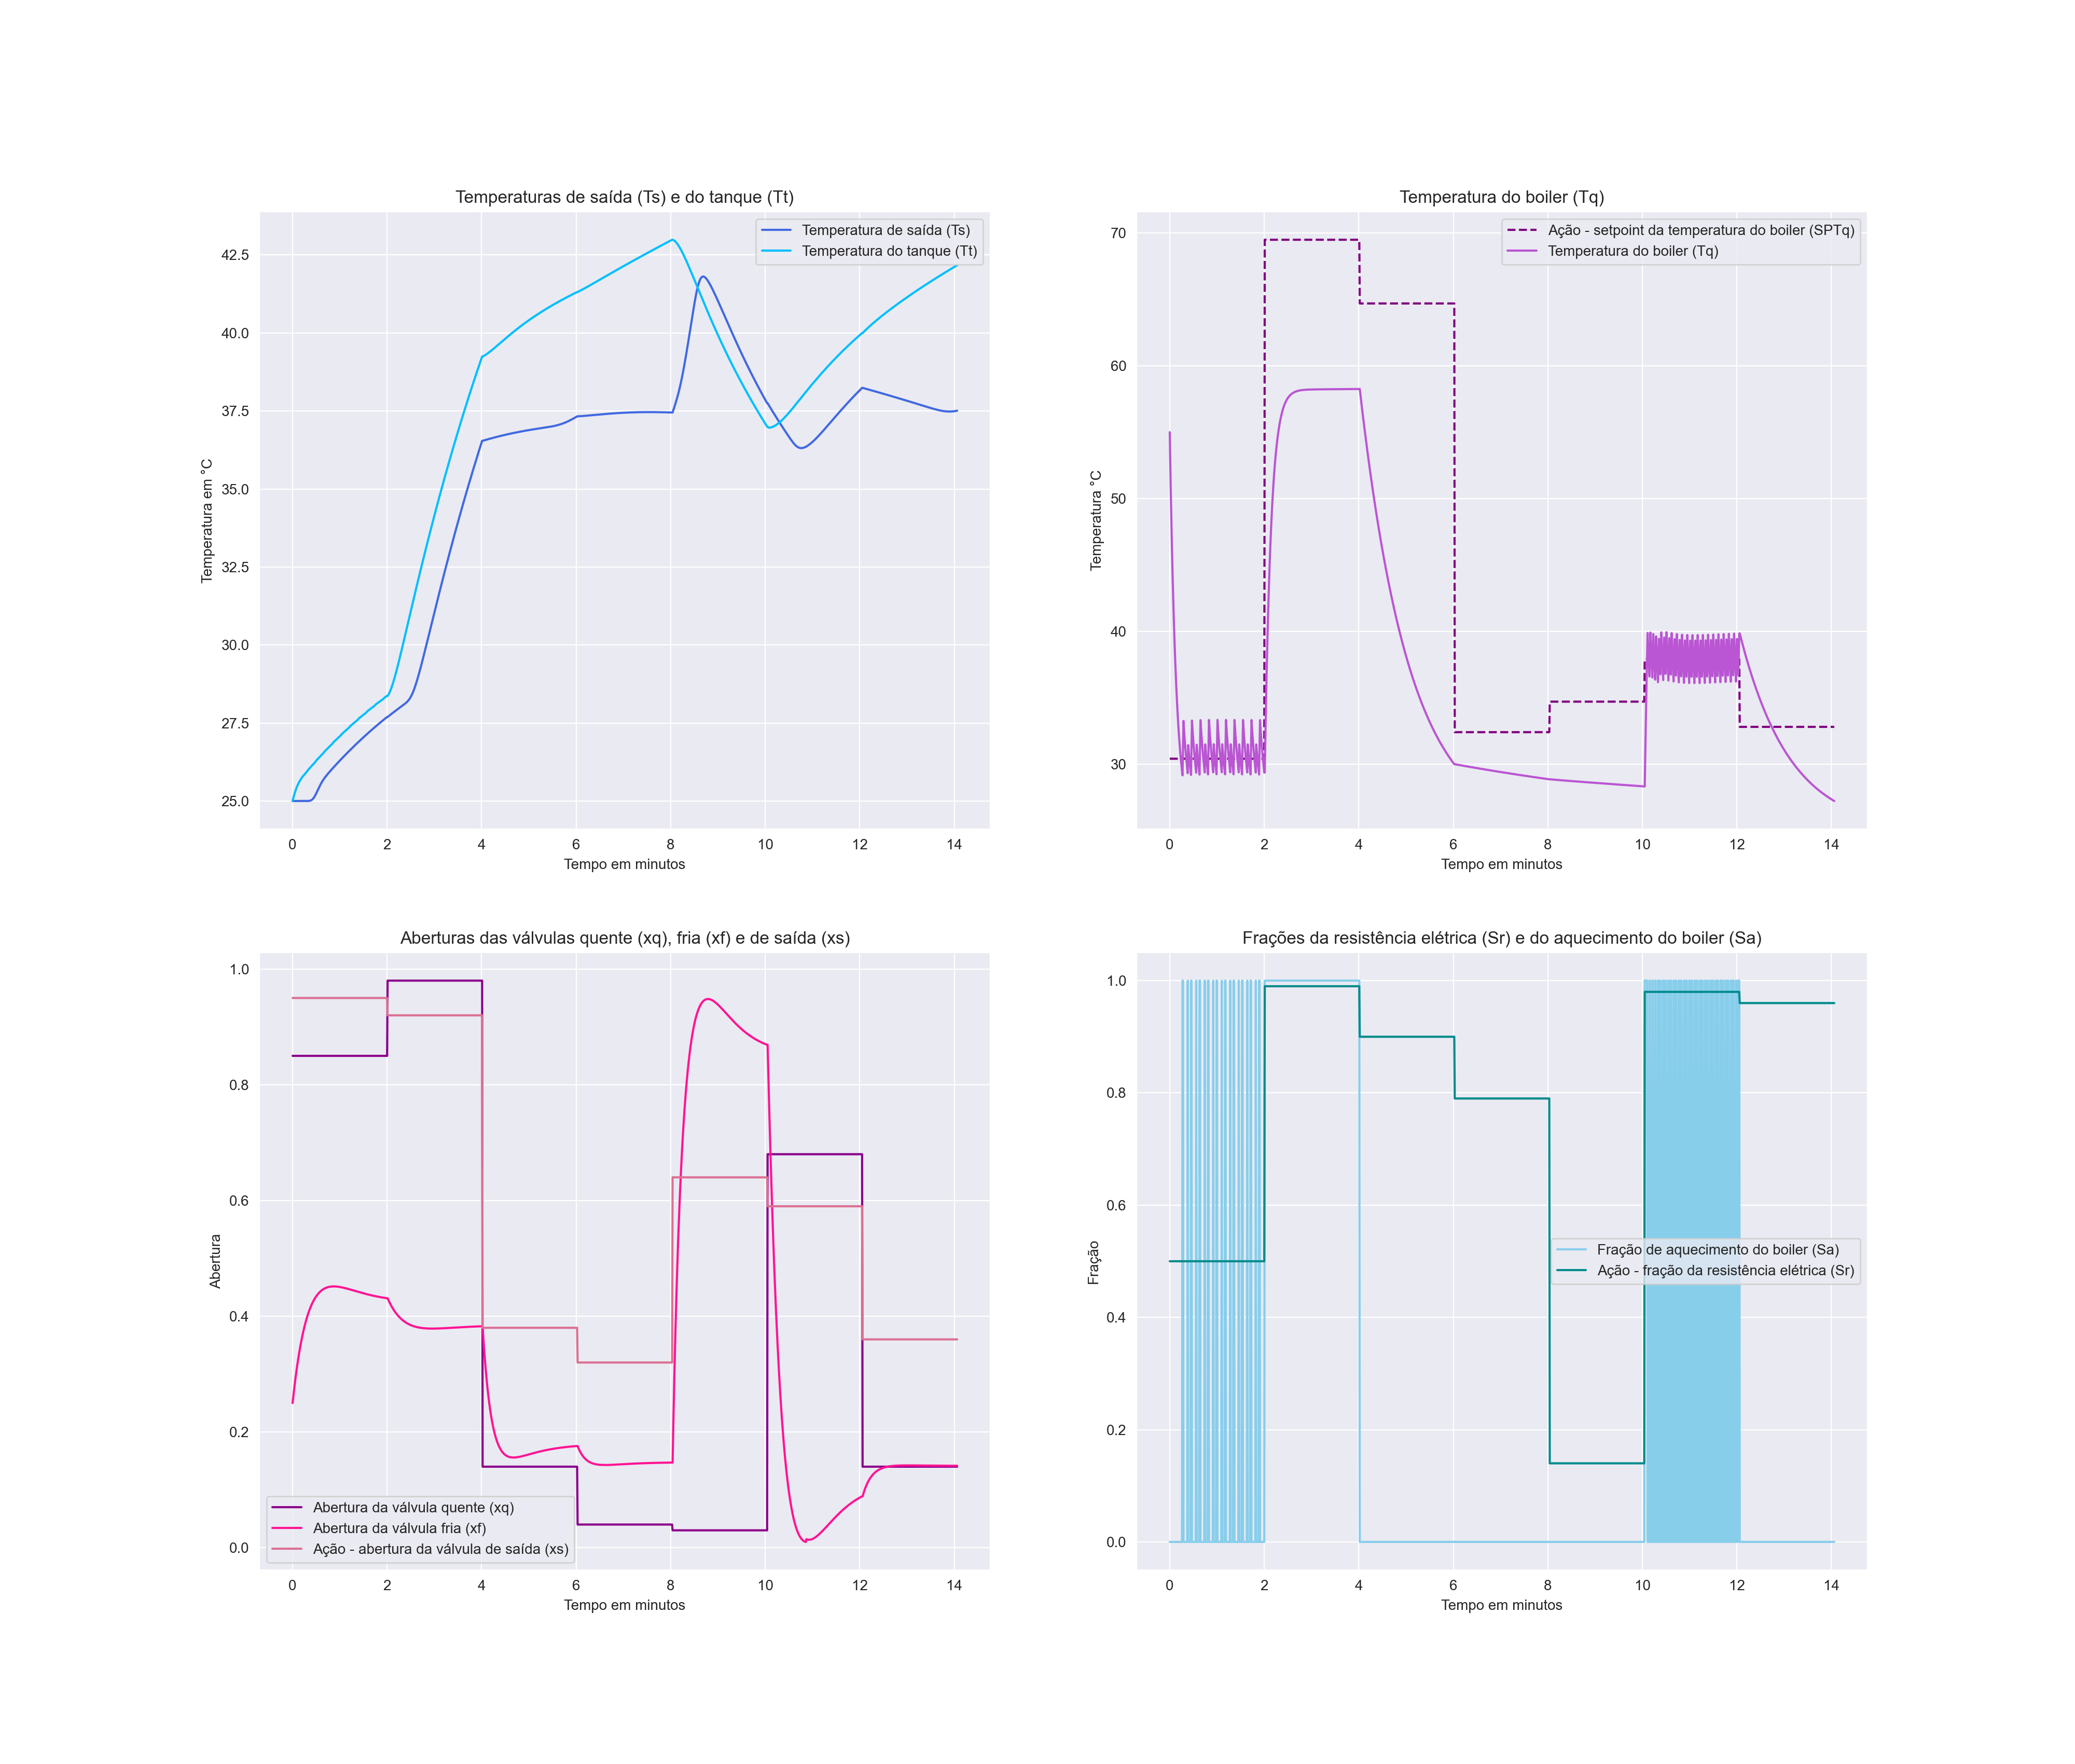 Temperaturas de saída (Ts) e do tanque (Tt)
Temperatura de saída (Ts)
Temperatura do tanque (Tt)
42.5
40.0
37.5
35.0
32.5
30.0
27.5
25.0
Temperatura em °C
0 2 4 6 8 10 12 14
Tempo em minutos
Temperatura do boiler (Tq)
Ação - setpoint da temperatura do boiler (SPTq)
Temperatura do boiler (Tq)
70
60
50
40
30
Temperatura °C
0 2 4 6 8 10 12 14
Tempo em minutos
Aberturas das válvulas quente (xq), fria (xf) e de saída (xs)
1.0
0.8
0.6
0.4
0.2
0.0
Abertura
Abertura da válvula quente (xq)
Abertura da válvula fria (xf)
Ação - abertura da válvula de saída (xs)
0 2 4 6 8 10 12 14
Tempo em minutos
Frações da resistência elétrica (Sr) e do aquecimento do boiler (Sa)
1.0
0.8
0.6
0.4
0.2
0.0
Fração
Fração de aquecimento do boiler (Sa)
Ação - fração da resistência elétrica (Sr)
0 2 4 6 8 10 12 14
Tempo em minutos